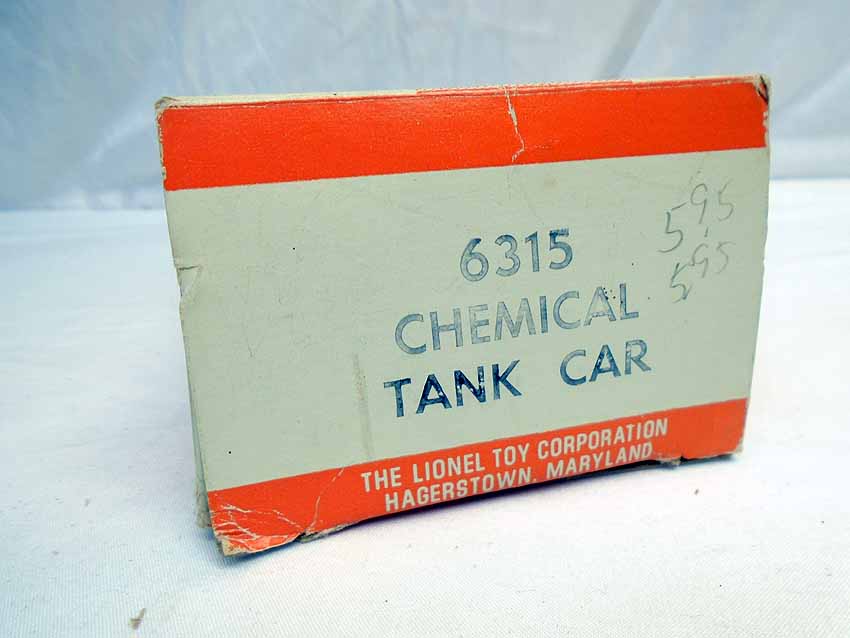 6315
CHEMICAL
TANK CAR
5.95
5.95
THE LIONEL TOY CORPORATION
HAGERSTOWN, MARYLAND